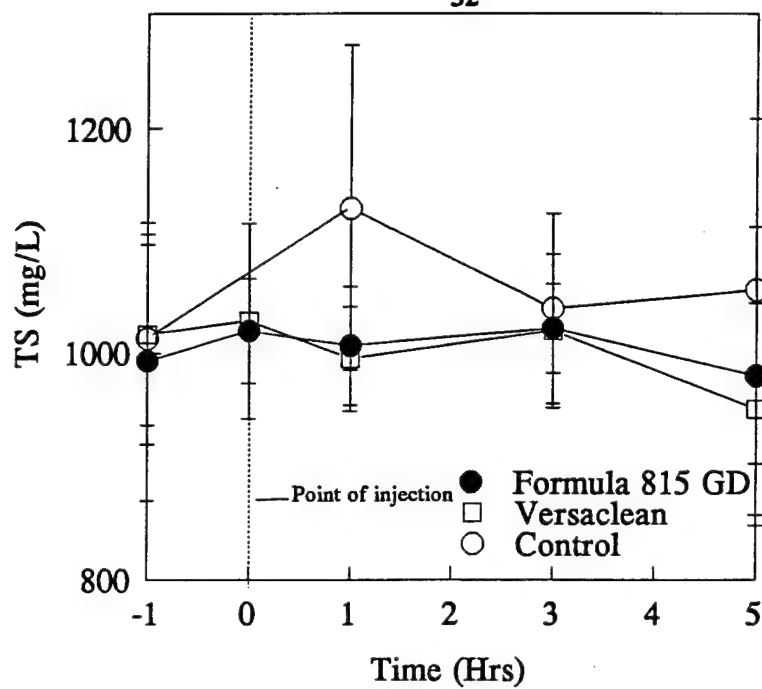 1200
1000
800
TS (mg/L)
Point of injection
Formula 815 GD
Versaclean
Control
-1 0 1 2 3 4 5
Time (Hrs)